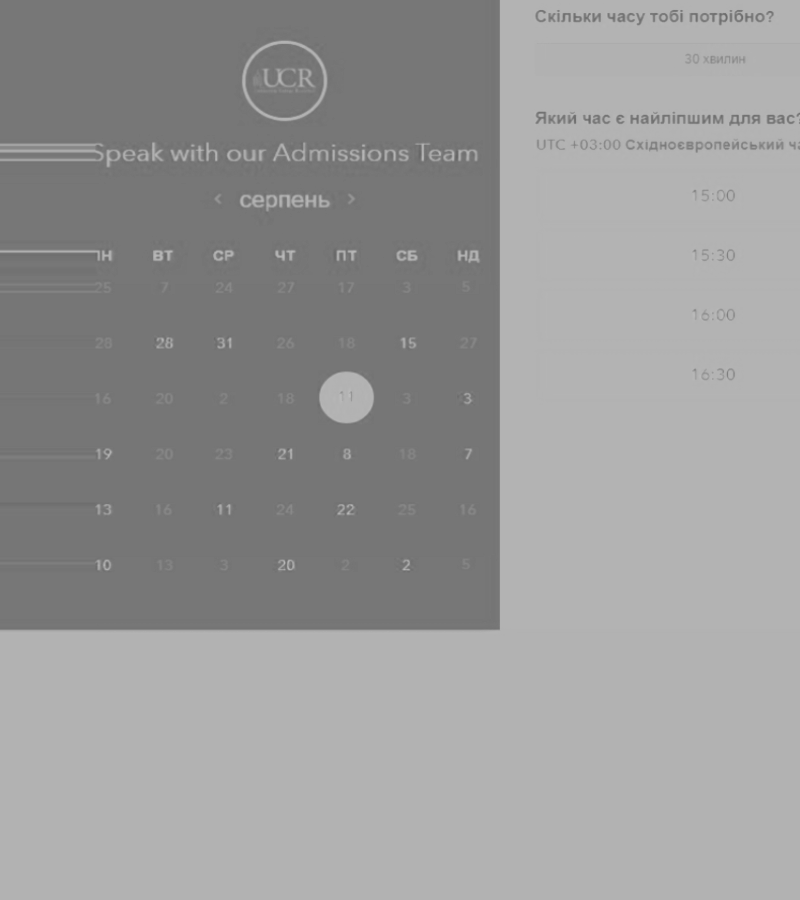 UCR
Speak with our Admissions Team
< серпень >
ІН ВТ СР ЧТ ПТ СБ НД
25 7 24 27 17 3 5
28 28 31 26 18 15 27
16 20 2 18 11 3 3
19 20 23 21 8 18 7
13 16 11 24 22 25 16
10 13 3 20 2 2 5
Скільки часу тобі потрібно?
30 хвилин
Який час є найліпшим для вас?
UTC +03:00 Східноєвропейський ча
15:00
15:30
16:00
16:30